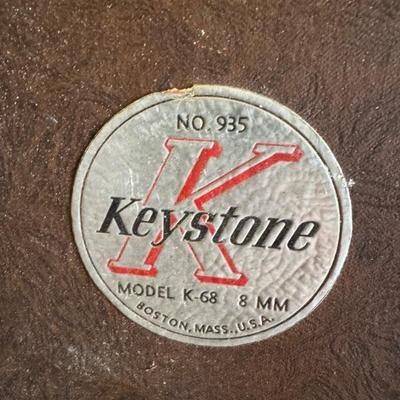 NO. 935
K
Keystone
MODEL K-68 8 MM
BOSTON, MASS., U.S.A.